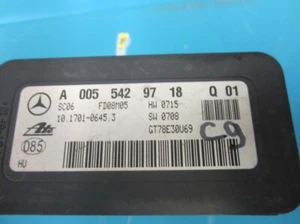 A 005 542 97 18 Q 01
SC06 FD08M05 HW 0715
10.1701-0645.3 SW 0708
Ate GT78E30U69
C9
D85
HU